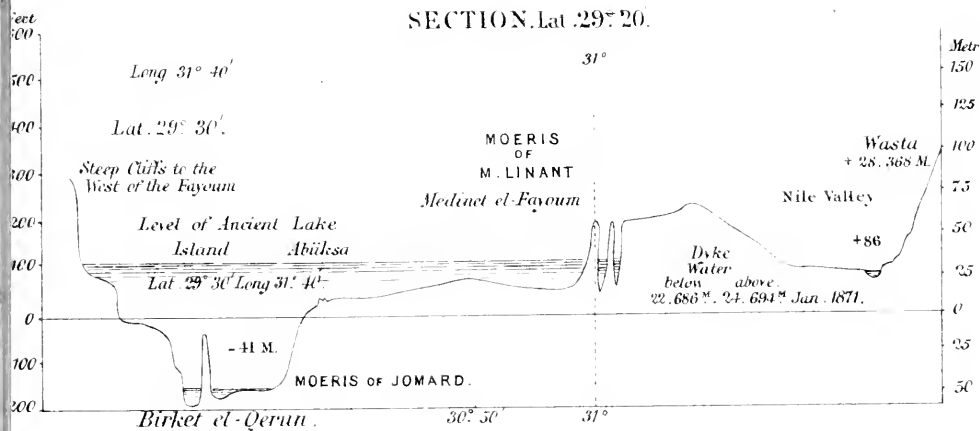 SECTION. Lat. 29° 20'.
Feet
600
500
400
300
200
100
0
100
200
Metr
150
125
100
75
50
25
0
25
50
31°
Long 31° 40'
Lat. 29° 30'.
Steep Cliffs to the
West of the Fayoum
MOERIS
OF
M. LINANT
Medinet el-Fayoum
Wasta
+ 28.368 M.
Nile Valley
+86
Level of Ancient Lake
Island Abûksa
Lat. 29° 30' Long 31° 40'.
Dyke
Water
below above.
22.686 M. 24.694 M Jan. 1871.
-41 M.
MOERIS OF JOMARD.
Birket el-Qerun.
30° 50'
31°